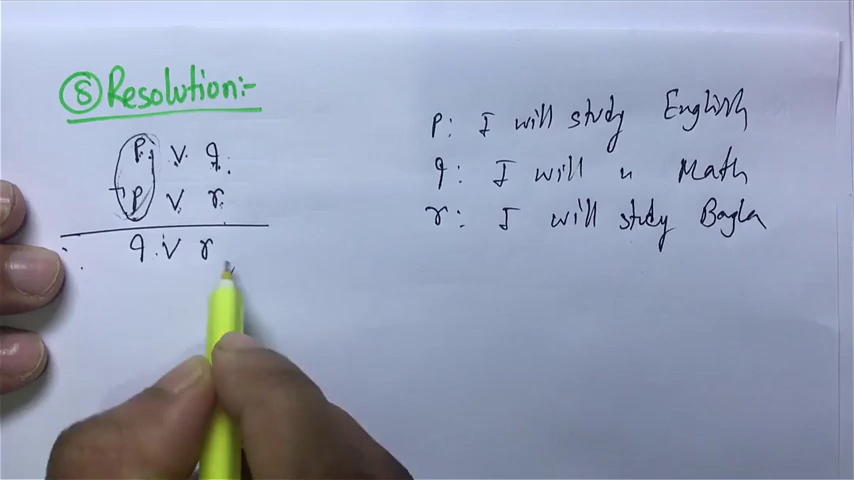 ⑧ Resolution:-
p ∨ q
¬p ∨ r
∴ q ∨ r
p: I will study English
q: I will " Math
r: I will study Bagla